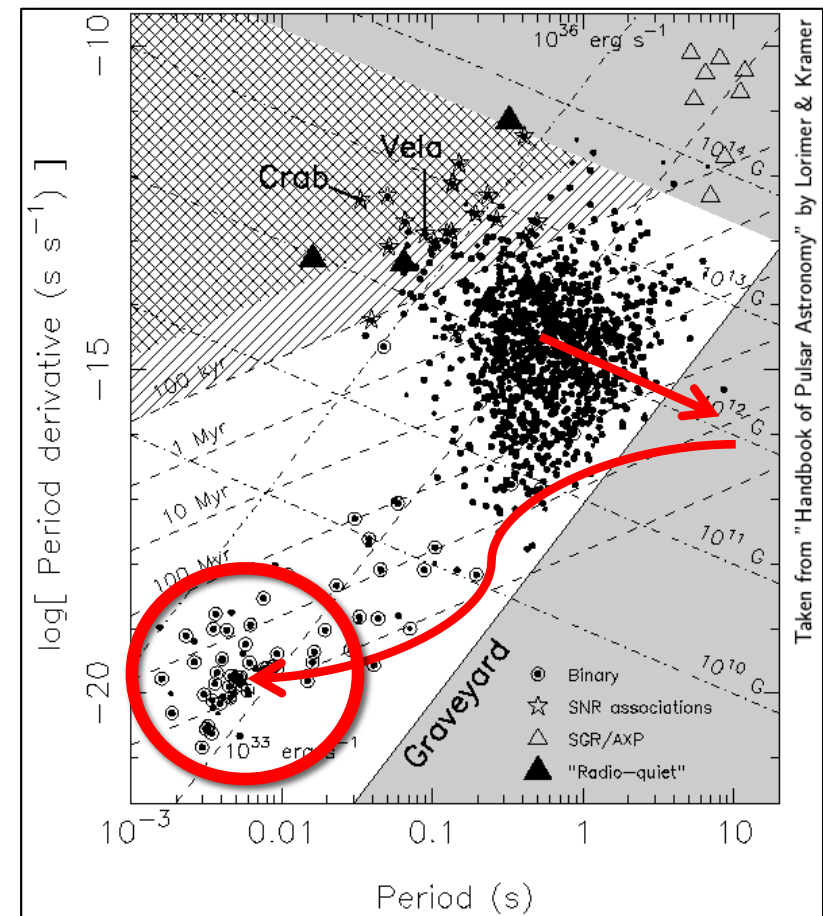 10^36 erg s^-1
-10
10^14 G
Vela
Crab
10^13 G
log[ Period derivative (s s^-1) ]
-15
100 kyr
10^12 G
1 Myr
10 Myr
10^11 G
100 Myr
10^10 G
-20
Graveyard
Binary
SNR associations
SGR/AXP
"Radio-quiet"
10^33 erg s^-1
10^-3
0.01
0.1
1
10
Period (s)
Taken from "Handbook of Pulsar Astronomy" by Lorimer & Kramer